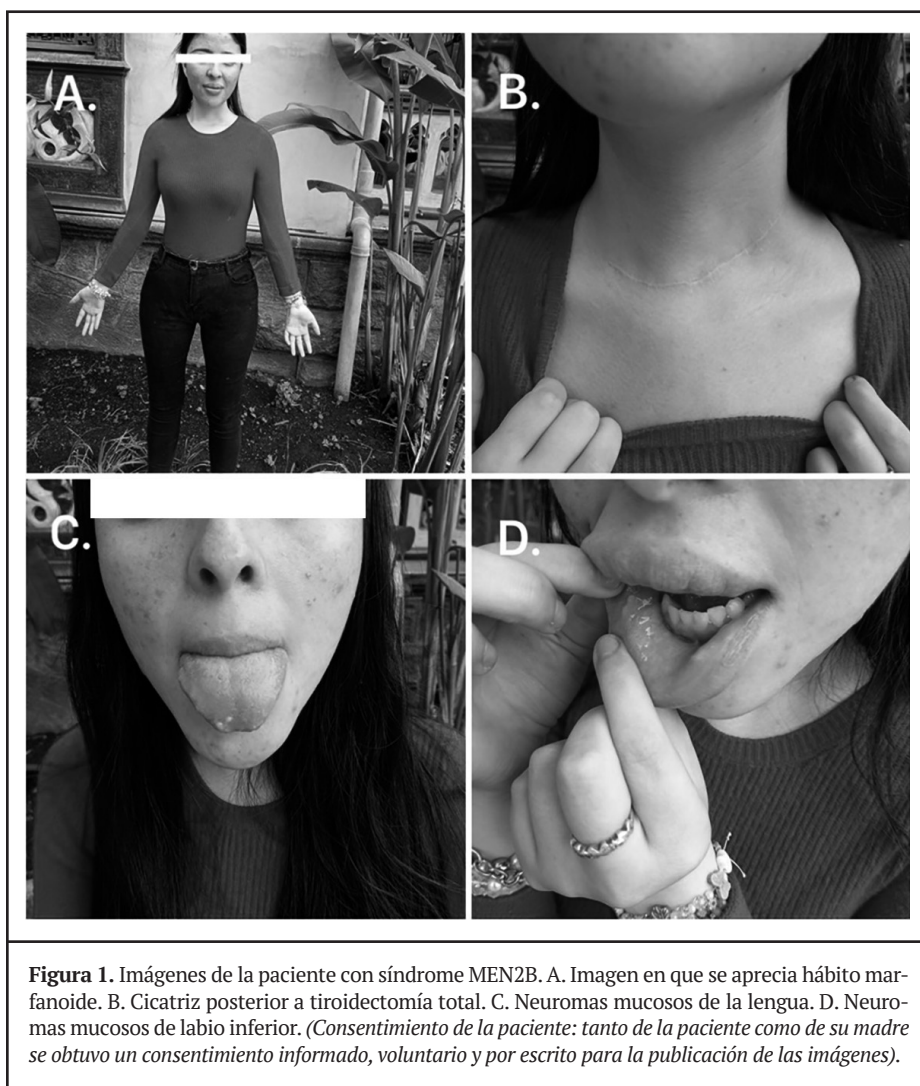 A.
B.
C.
D.
Figura 1. Imágenes de la paciente con síndrome MEN2B. A. Imagen en que se aprecia hábito mar-
fanoide. B. Cicatriz posterior a tiroidectomía total. C. Neuromas mucosos de la lengua. D. Neuro-
mas mucosos de labio inferior. (Consentimiento de la paciente: tanto de la paciente como de su madre
se obtuvo un consentimiento informado, voluntario y por escrito para la publicación de las imágenes).